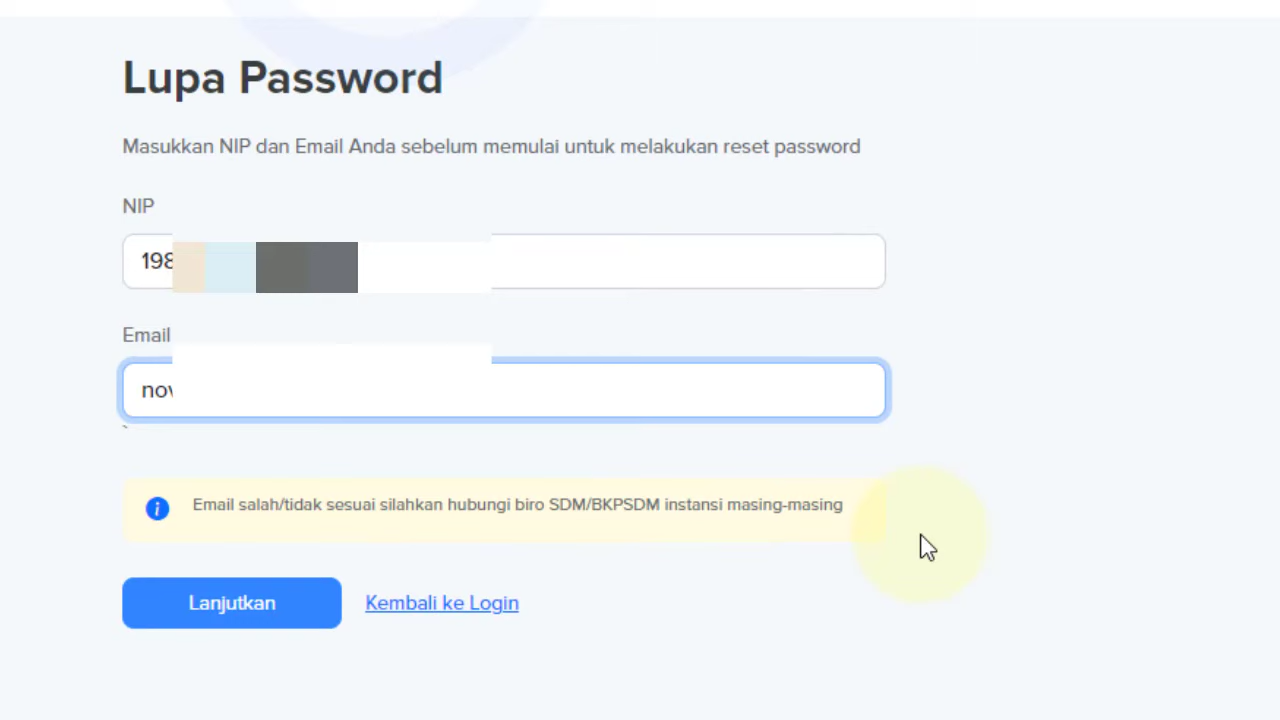 Lupa Password
Masukkan NIP dan Email Anda sebelum memulai untuk melakukan reset password
NIP
198
Email
nov
Email salah/tidak sesuai silahkan hubungi biro SDM/BKPSDM instansi masing-masing
Lanjutkan
Kembali ke Login